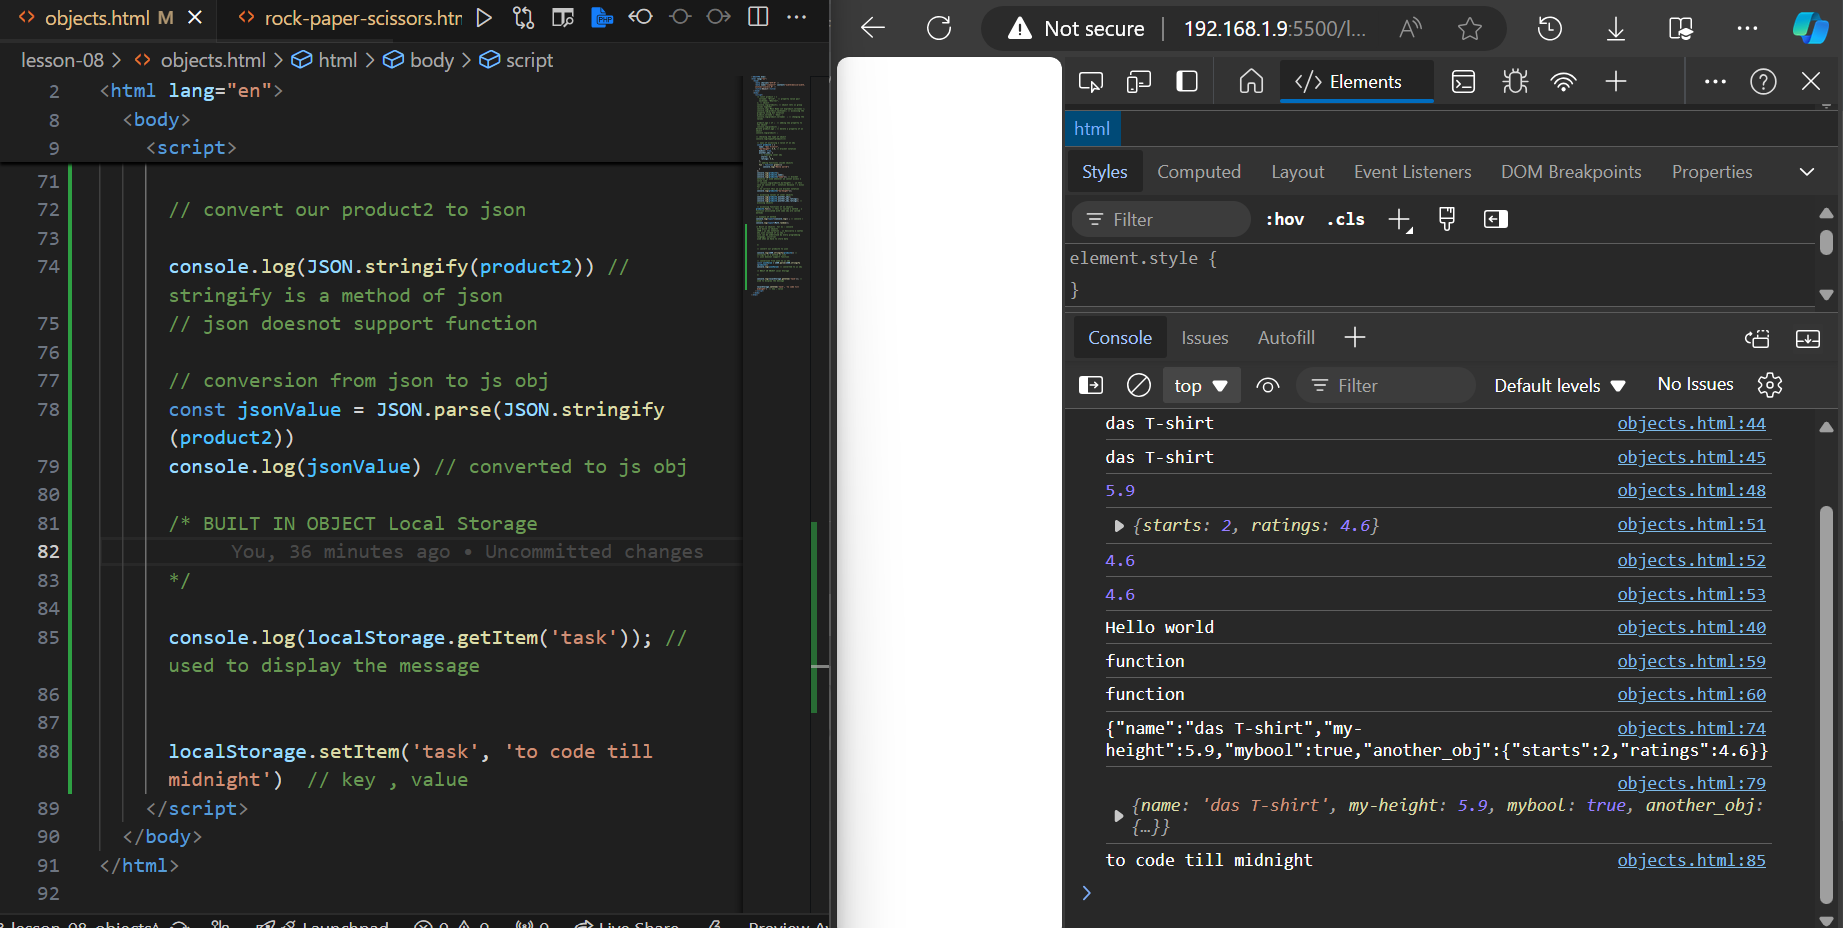 objects.html M
rock-paper-scissors.htm
lesson-08 > objects.html > html > body > script
2 <html lang="en">
8 <body>
9 <script>
71
72 // convert our product2 to json
73
74 console.log(JSON.stringify(product2)) //
stringify is a method of json
75 // json doesnot support function
76
77 // conversion from json to js obj
78 const jsonValue = JSON.parse(JSON.stringify
(product2))
79 console.log(jsonValue) // converted to js obj
80
81 /* BUILT IN OBJECT Local Storage
82 You, 36 minutes ago • Uncommitted changes
83 */
84
85 console.log(localStorage.getItem('task')); //
used to display the message
86
87
88 localStorage.setItem('task', 'to code till
midnight') // key , value
89 </script>
90 </body>
91 </html>
92
Launchpad
0 0
0
Live Share
Not secure | 192.168.1.9:5500/l...
Elements
html
Styles Computed Layout Event Listeners DOM Breakpoints Properties
Filter :hov .cls
element.style {
}
Console Issues Autofill
top Filter Default levels No Issues
das T-shirt objects.html:44
das T-shirt objects.html:45
5.9 objects.html:48
{starts: 2, ratings: 4.6} objects.html:51
4.6 objects.html:52
4.6 objects.html:53
Hello world objects.html:40
function objects.html:59
function objects.html:60
{"name":"das T-shirt","my- objects.html:74
height":5.9,"mybool":true,"another_obj":{"starts":2,"ratings":4.6}}
objects.html:79
{name: 'das T-shirt', my-height: 5.9, mybool: true, another_obj:
{…}}
to code till midnight objects.html:85